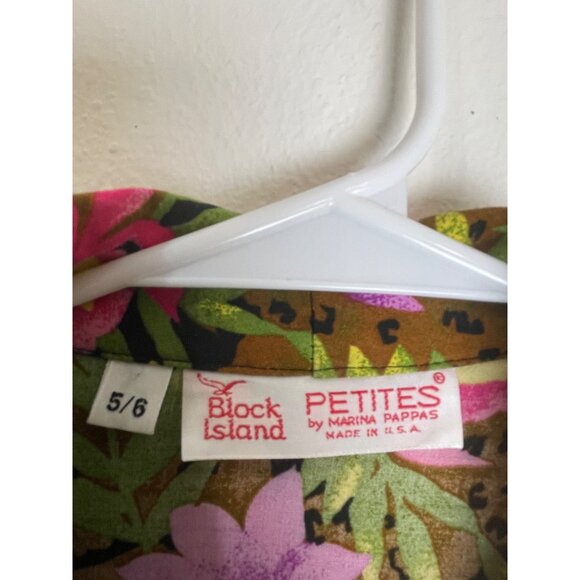 5/6
Block
Island
PETITES®
by MARINA PAPPAS
MADE IN U.S.A.